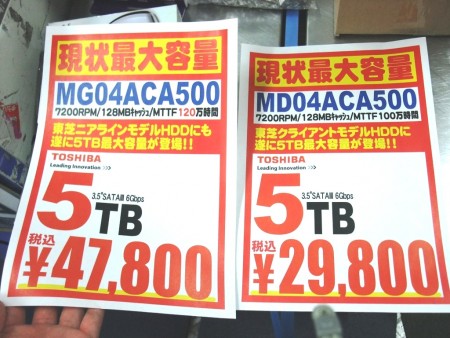 現状最大容量
MG04ACA500
7200RPM/128MBｷｬｯｼｭ/MTTF120万時間
東芝ニアラインモデルHDDにも
遂に5TB最大容量が登場!!
TOSHIBA
Leading Innovation >>>
3.5"SATAⅢ 6Gbps
5TB
税込
¥47,800
現状最大容量
MD04ACA500
7200RPM/128MBｷｬｯｼｭ/MTTF100万時間
東芝クライアントモデルHDDに
遂に5TB最大容量が登場!!
TOSHIBA
Leading Innovation >>>
3.5"SATAⅢ 6Gbps
5TB
税込
¥29,800